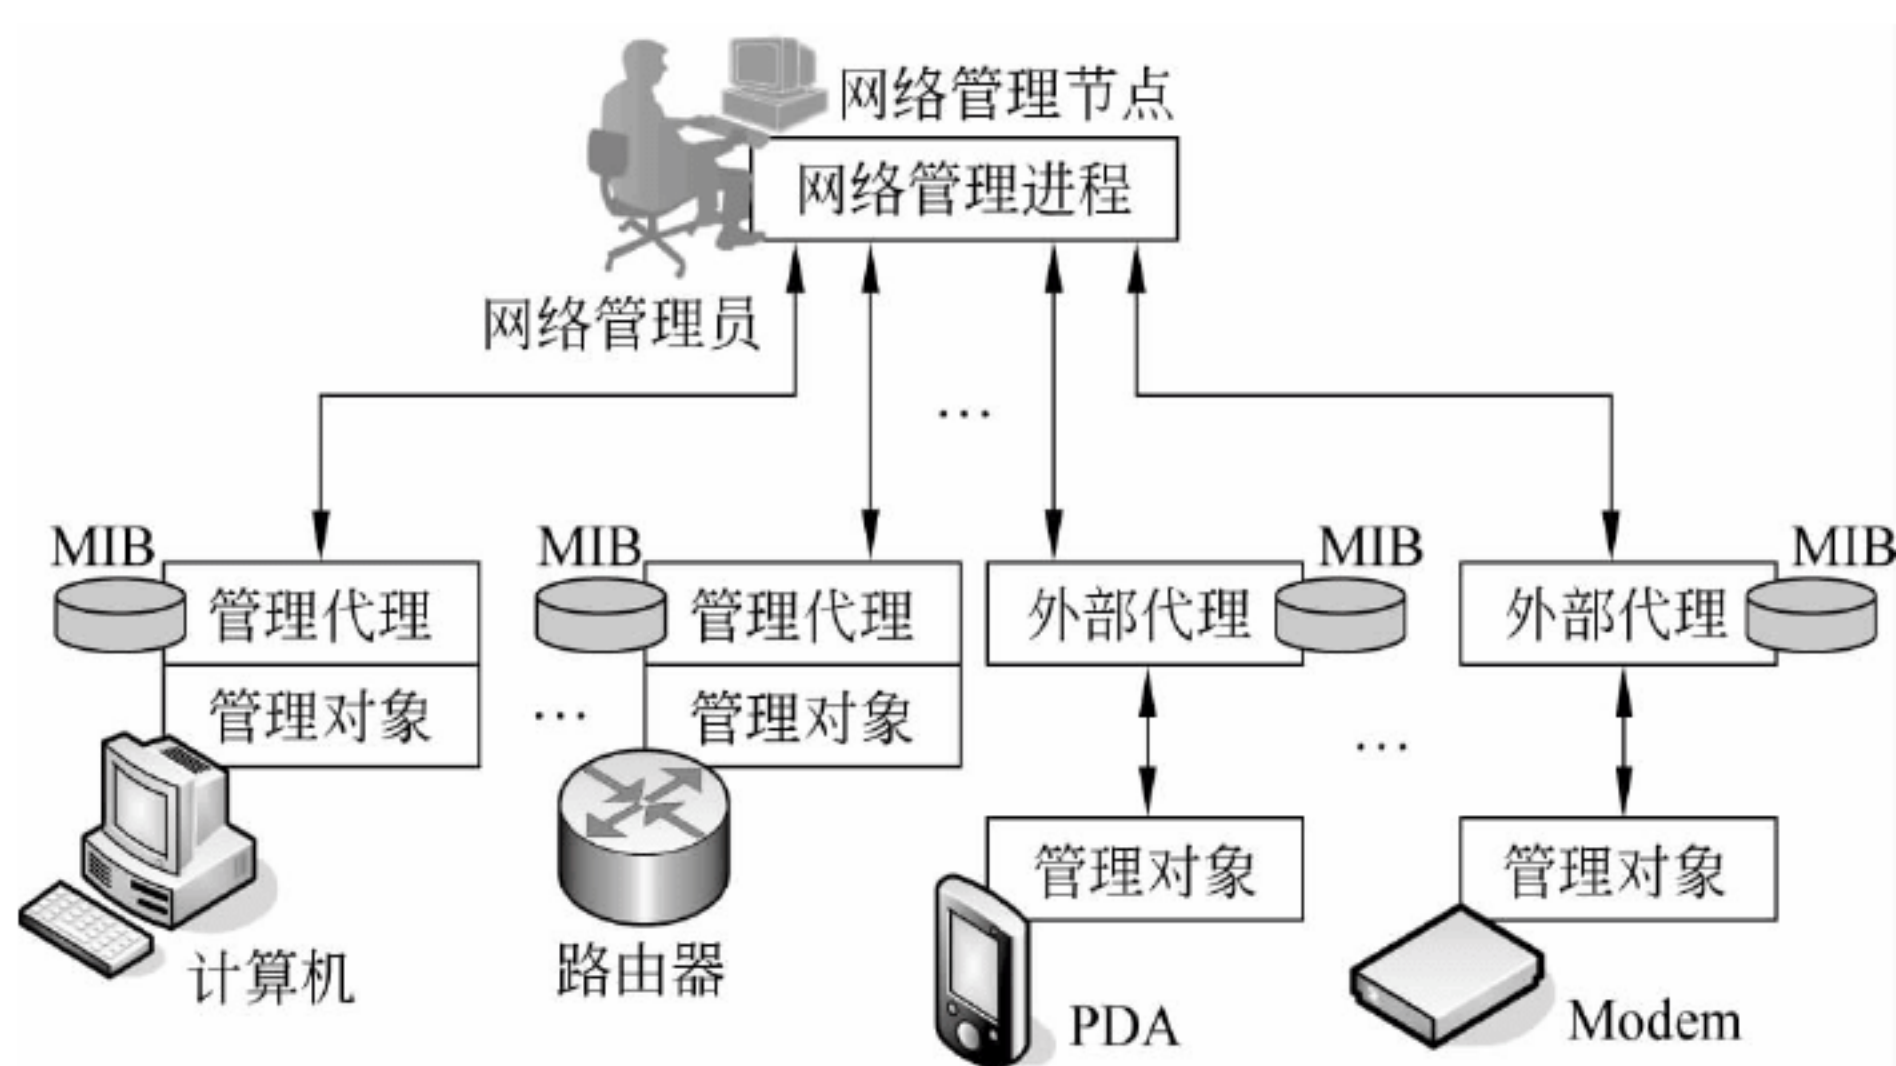 网络管理节点
网络管理进程
网络管理员
…
MIB MIB MIB MIB
管理代理 管理代理 外部代理 外部代理
管理对象 … 管理对象
…
管理对象 管理对象
计算机 路由器 PDA Modem